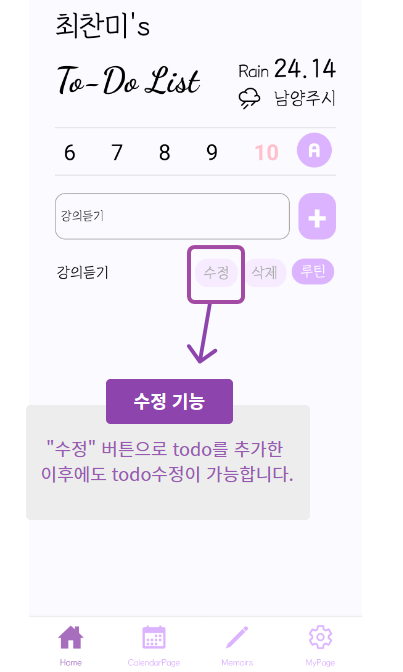 최찬미's
To-Do List
Rain 24.14
남양주시
6 7 8 9 10 A
강의듣기 +
강의듣기 수정 삭제 루틴
수정 기능
"수정" 버튼으로 todo를 추가한
이후에도 todo수정이 가능합니다.
Home CalendarPage Memoirs MyPage